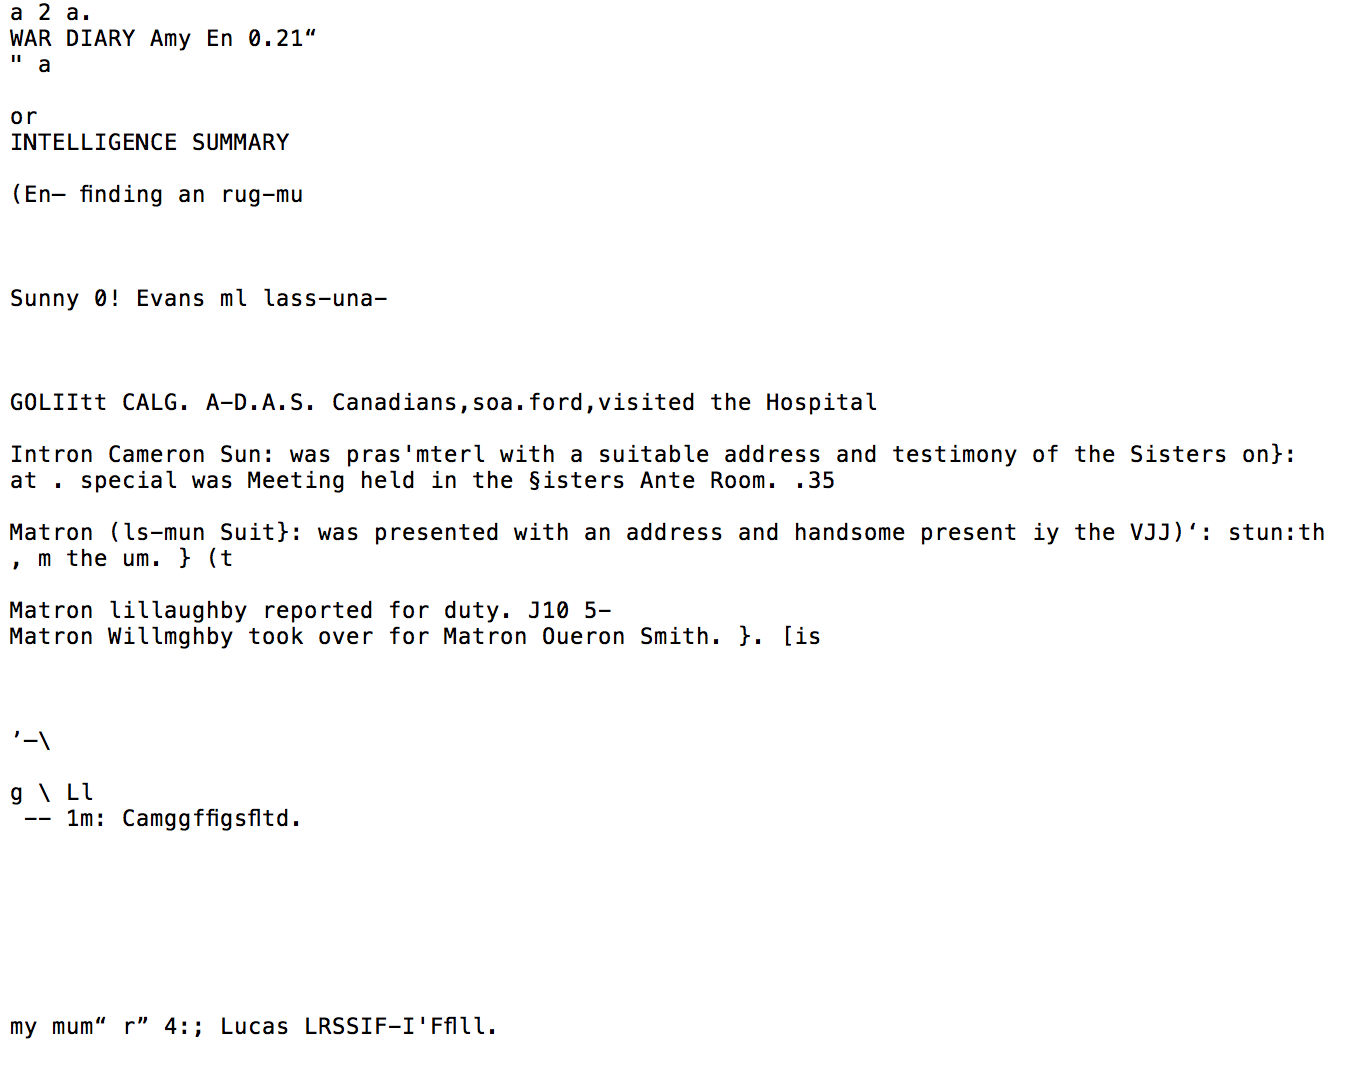 a 2 a.
WAR DIARY Amy En 0.21“
" a
or
INTELLIGENCE SUMMARY
(En— finding an rug—mu
Sunny 0! Evans ml lass—una—
GOLIItt CALG. A—D.A.S. Canadians,soa.ford,visited the Hospital
Intron Cameron Sun: was pras'mterl with a suitable address and testimony of the Sisters on}:
at . special was Meeting held in the §isters Ante Room. .35
Matron (ls—mun Suit}: was presented with an address and handsome present iy the VJJ)‘: stun:th
, m the um. } (t
Matron lillaughby reported for duty. J10 5—
Matron Willmghby took over for Matron Oueron Smith. }. [is
’—\
g \ Ll
-- 1m: Camggffigsfltd.
my mum“ r” 4:; Lucas LRSSIF—I'Fflll.